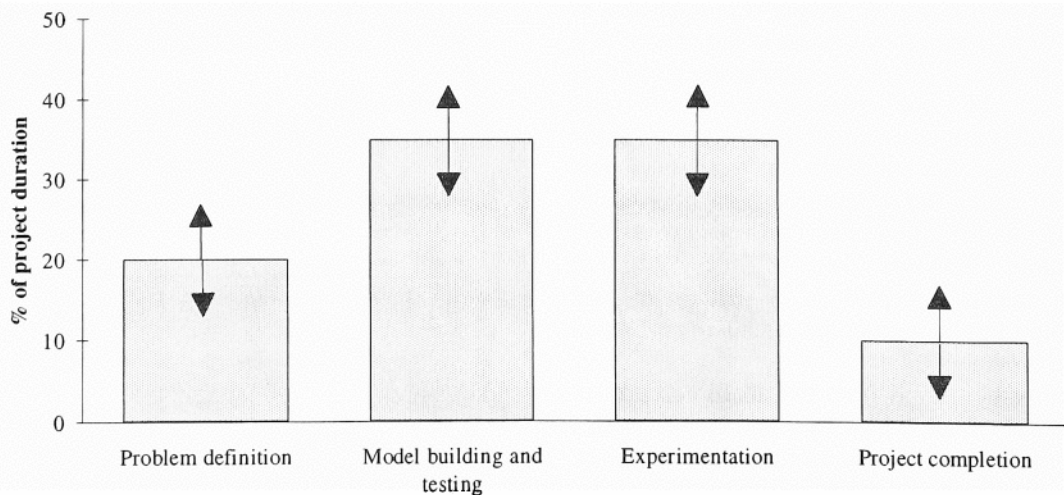 50
40
30
20
10
0
% of project duration
Problem definition
Model building and
testing
Experimentation
Project completion